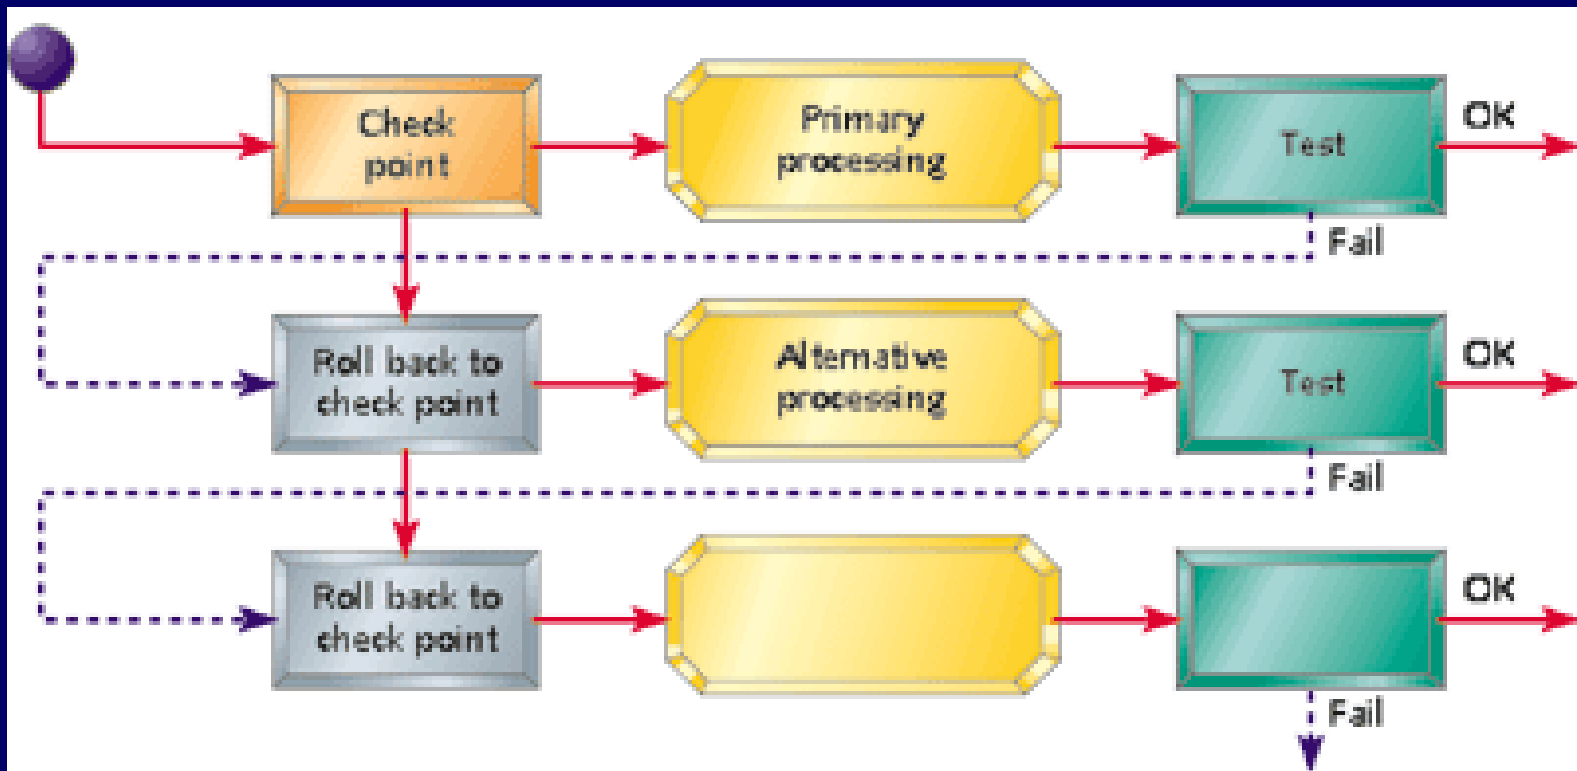 Check
point
Primary
processing
Test
OK
Fail
Roll back to
check point
Alternative
processing
Test
OK
Fail
Roll back to
check point
OK
Fail